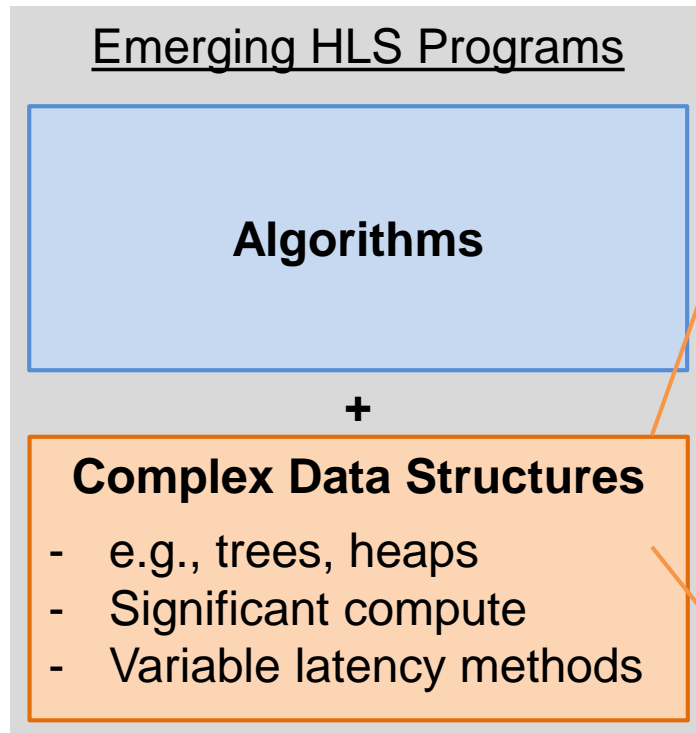 Emerging HLS Programs
Algorithms
+
Complex Data Structures
- e.g., trees, heaps
- Significant compute
- Variable latency methods